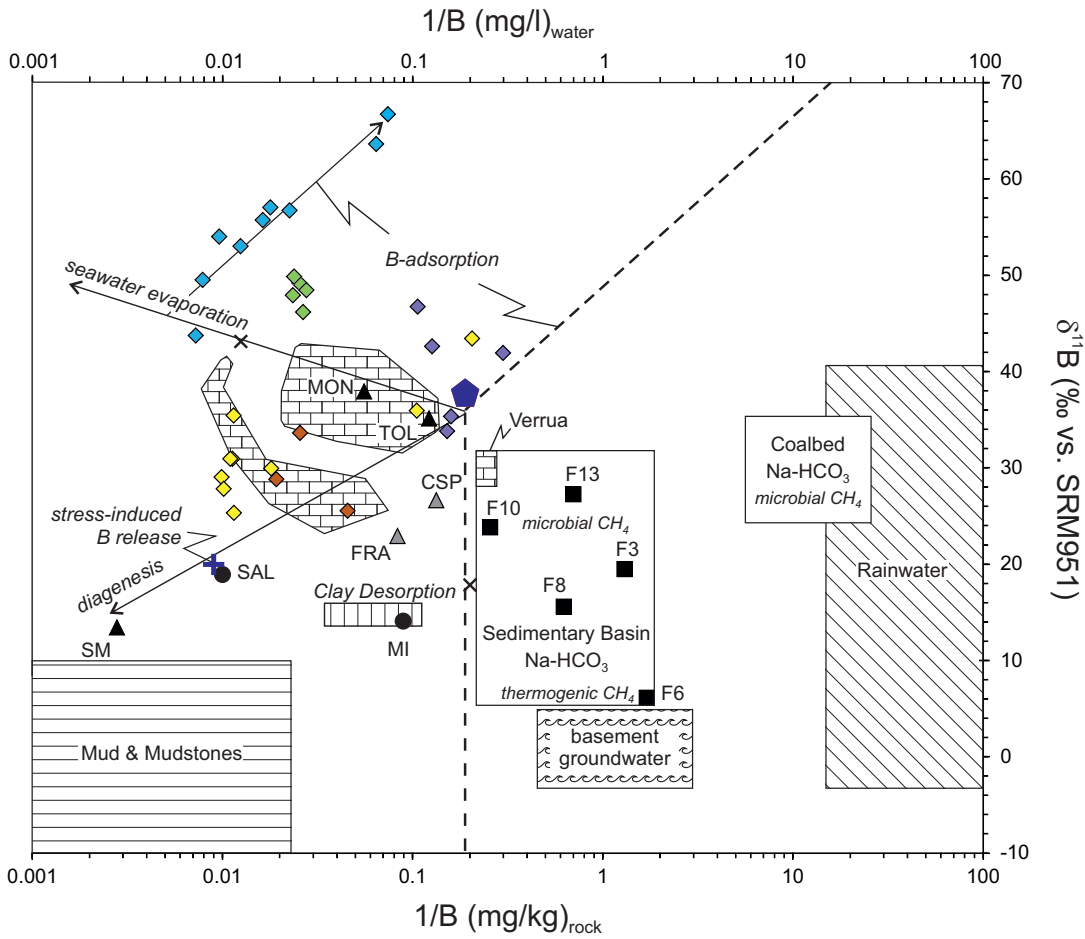 1/B (mg/l)water
0.001 0.01 0.1 1 10 100
70
60
50
40
30
20
10
0
-10
δ11B (‰ vs. SRM951)
B-adsorption
seawater evaporation
MON
TOL
Verrua
CSP
F13
F10
microbial CH4
FRA
F3
F8
stress-induced
B release
SAL
diagenesis
Clay Desorption
SM
MI
Sedimentary Basin
Na-HCO3
thermogenic CH4
F6
Coalbed
Na-HCO3
microbial CH4
Rainwater
Mud & Mudstones
basement
groundwater
0.001 0.01 0.1 1 10 100
1/B (mg/kg)rock